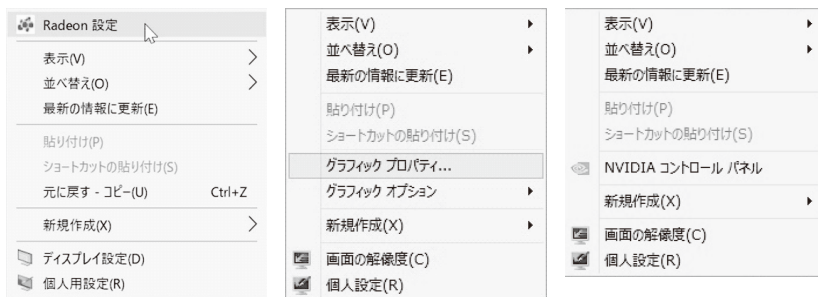 Radeon 設定
表示(V)
並べ替え(O)
最新の情報に更新(E)
貼り付け(P)
ショートカットの貼り付け(S)
元に戻す - コピー(U) Ctrl+Z
新規作成(X)
ディスプレイ設定(D)
個人用設定(R)
表示(V)
並べ替え(O)
最新の情報に更新(E)
貼り付け(P)
ショートカットの貼り付け(S)
グラフィック プロパティ...
グラフィック オプション
新規作成(X)
画面の解像度(C)
個人設定(R)
表示(V)
並べ替え(O)
最新の情報に更新(E)
貼り付け(P)
ショートカットの貼り付け(S)
NVIDIA コントロール パネル
新規作成(X)
画面の解像度(C)
個人設定(R)